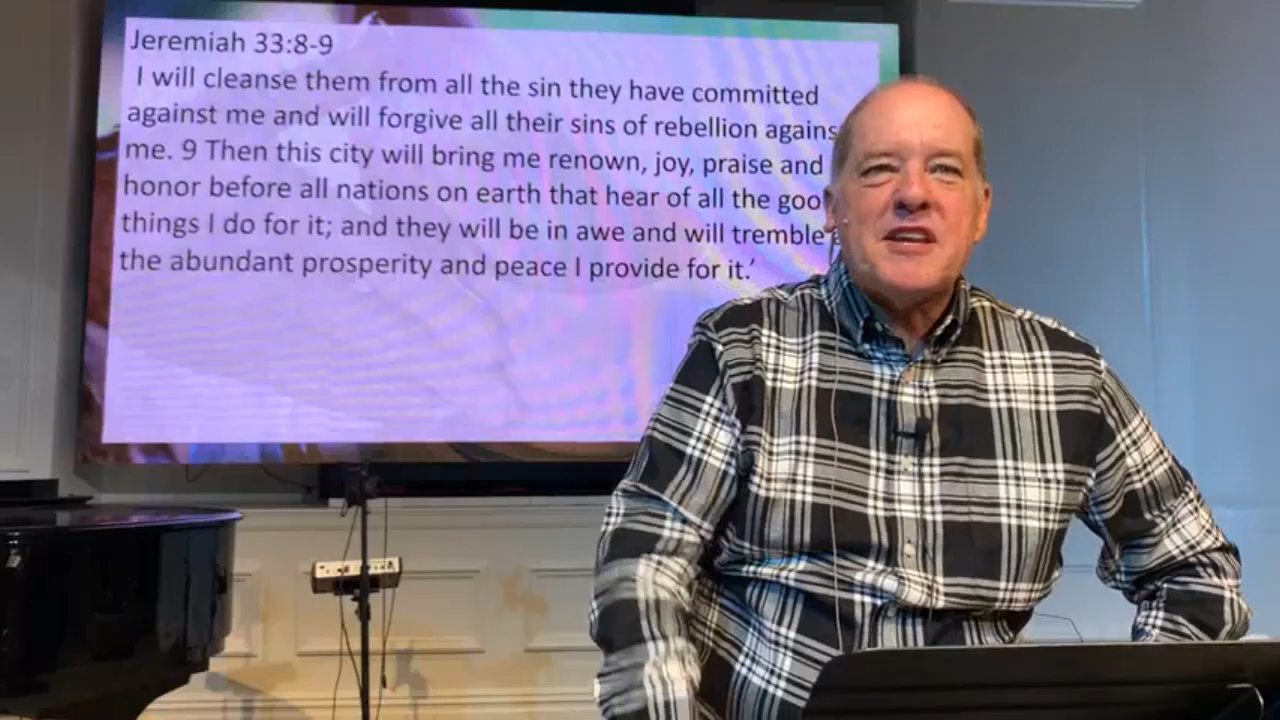 Jeremiah 33:8-9
I will cleanse them from all the sin they have committed
against me and will forgive all their sins of rebellion agains
me. 9 Then this city will bring me renown, joy, praise and
honor before all nations on earth that hear of all the goo
things I do for it; and they will be in awe and will tremble
the abundant prosperity and peace I provide for it.’